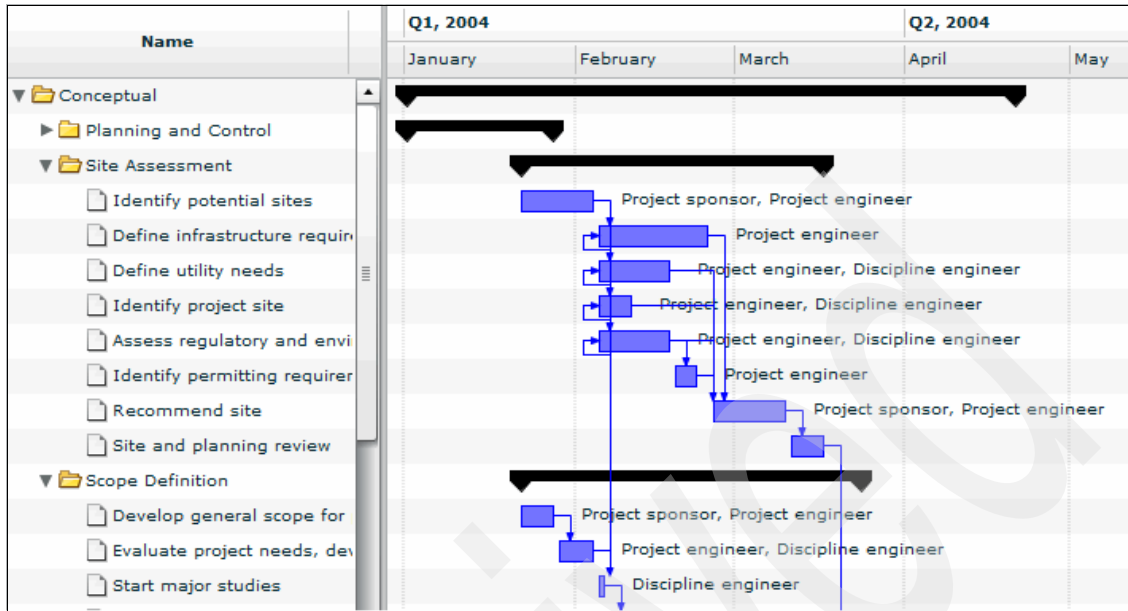 Q1, 2004 Q2, 2004
Name
January February March April May
Conceptual
Planning and Control
Site Assessment
Identify potential sites Project sponsor, Project engineer
Define infrastructure require Project engineer
Define utility needs Project engineer, Discipline engineer
Identify project site Project engineer, Discipline engineer
Assess regulatory and envi Project engineer, Discipline engineer
Identify permitting requirer Project engineer
Recommend site Project sponsor, Project engineer
Site and planning review
Scope Definition
Develop general scope for Project sponsor, Project engineer
Evaluate project needs, dev Project engineer, Discipline engineer
Start major studies Discipline engineer